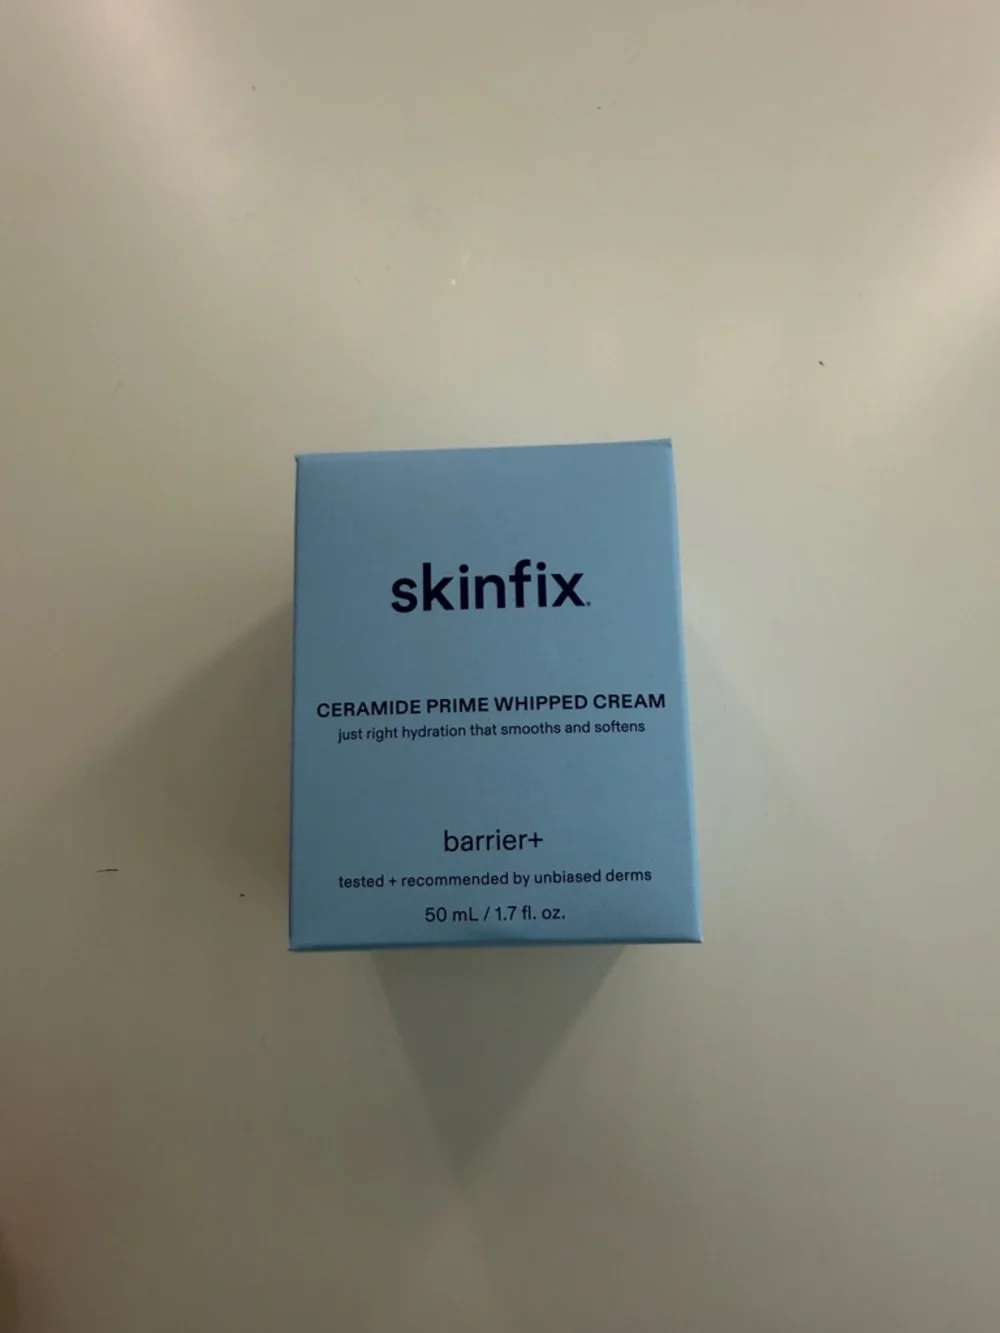 skinfix.
CERAMIDE PRIME WHIPPED CREAM
just right hydration that smooths and softens
barrier+
tested + recommended by unbiased derms
50 mL / 1.7 fl. oz.